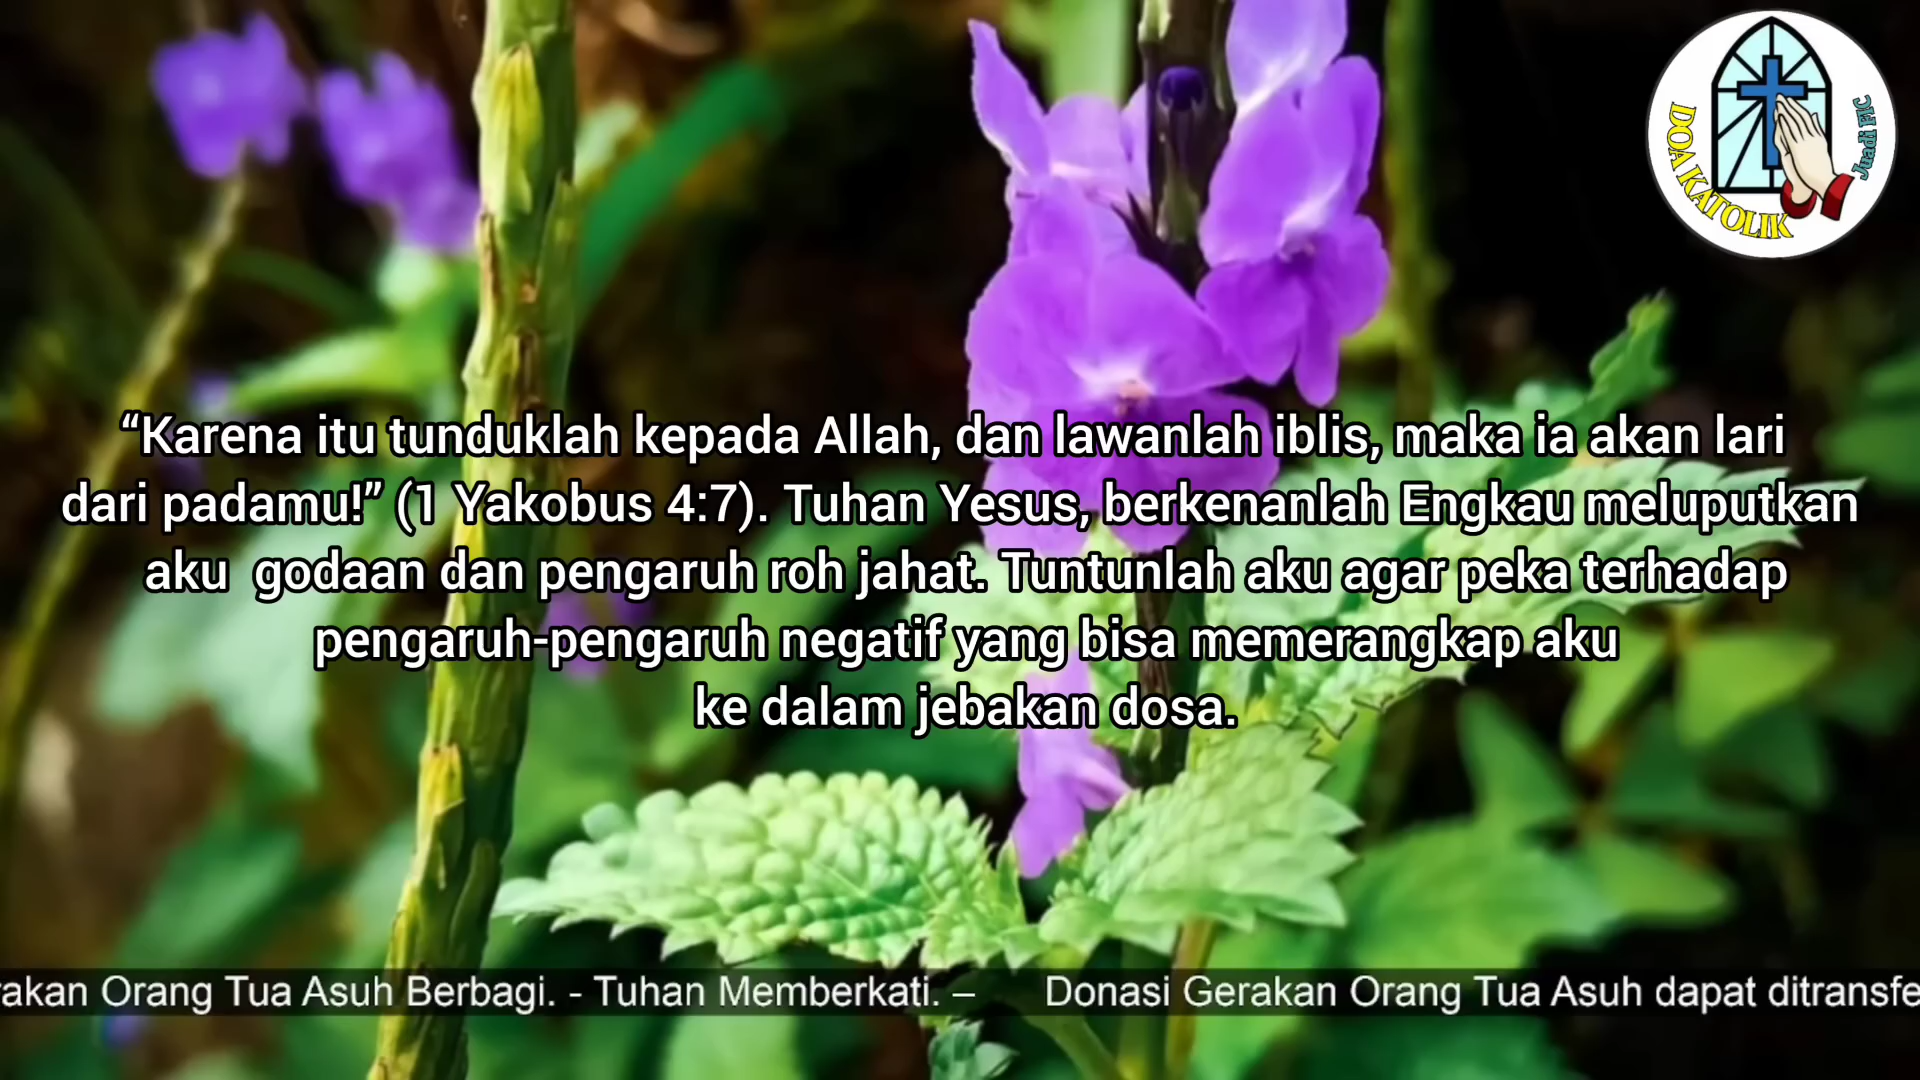 DOA KATOLIK
Juadi FIC
“Karena itu tunduklah kepada Allah, dan lawanlah iblis, maka ia akan lari
dari padamu!” (1 Yakobus 4:7). Tuhan Yesus, berkenanlah Engkau meluputkan
aku  godaan dan pengaruh roh jahat. Tuntunlah aku agar peka terhadap
pengaruh-pengaruh negatif yang bisa memerangkap aku
ke dalam jebakan dosa.
rakan Orang Tua Asuh Berbagi. - Tuhan Memberkati. – Donasi Gerakan Orang Tua Asuh dapat ditransfe